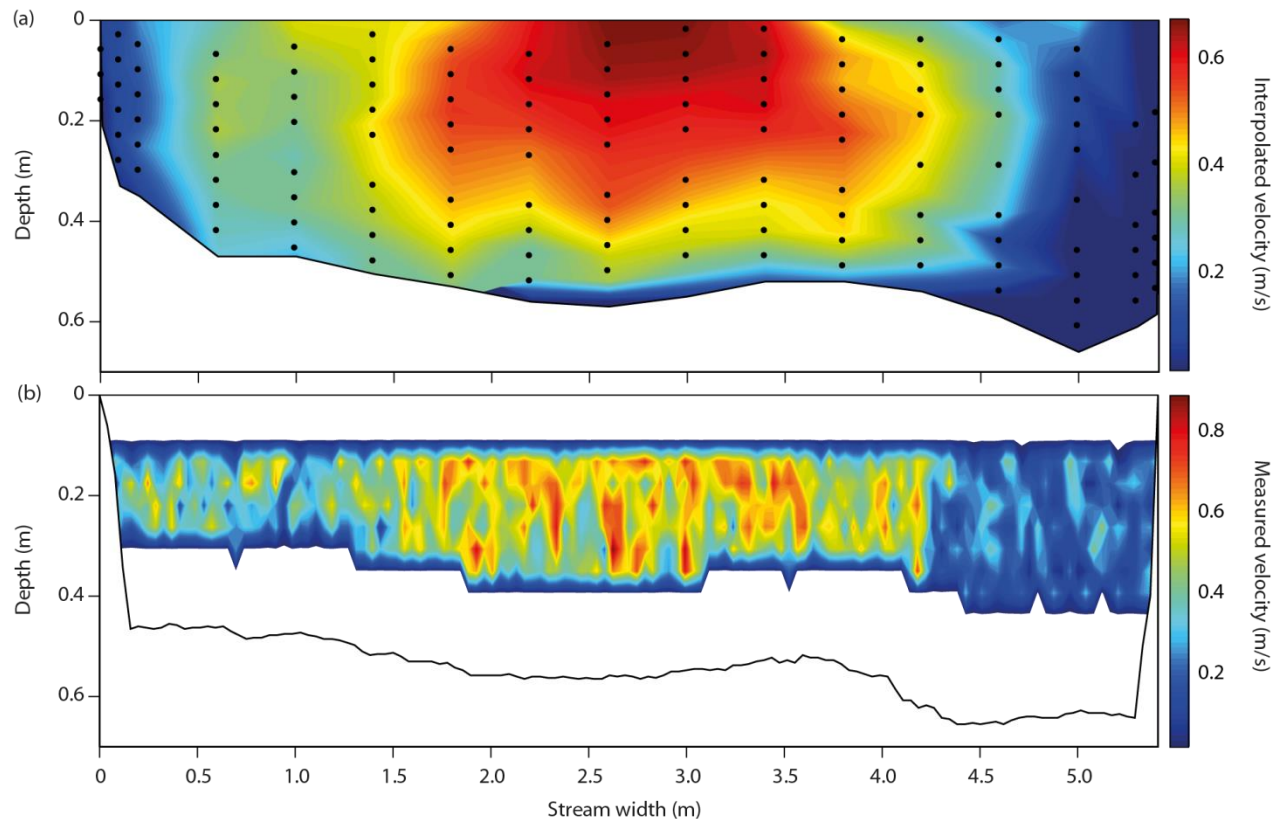 (a)
0
0.2
0.4
0.6
Depth (m)
0.6
0.4
0.2
Interpolated velocity (m/s)
(b)
0
0.2
0.4
0.6
Depth (m)
0.8
0.6
0.4
0.2
Measured velocity (m/s)
0 0.5 1.0 1.5 2.0 2.5 3.0 3.5 4.0 4.5 5.0
Stream width (m)